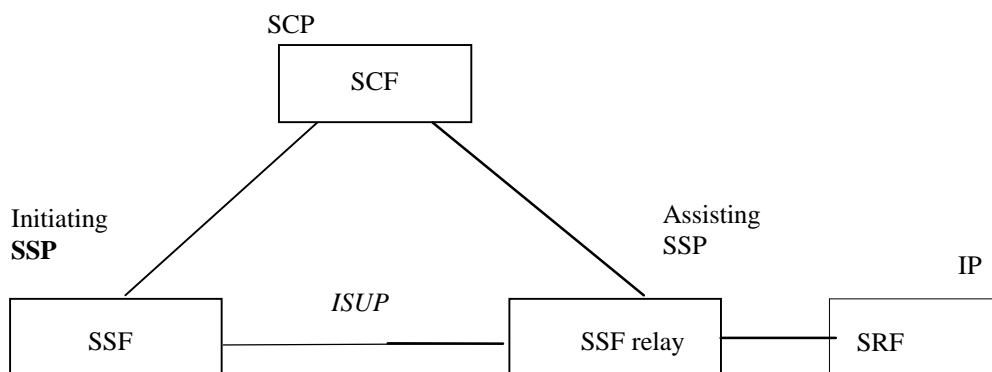 SCP
SCF
Initiating
SSP
Assisting
SSP
IP
ISUP
SSF
SSF relay
SRF